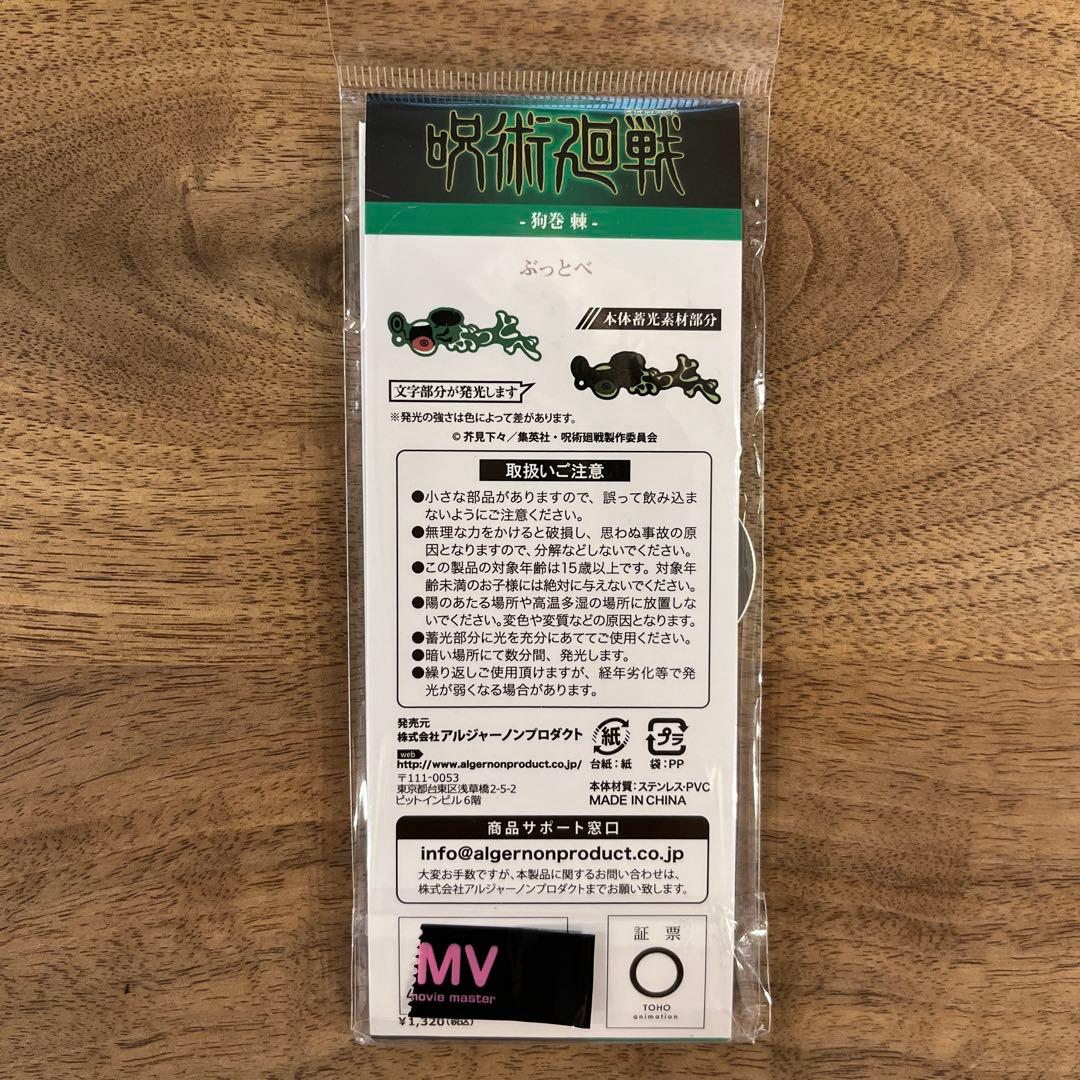 呪術廻戦
- 狗巻 棘 -
ぶっとべ
ぶっとべ
本体蓄光素材部分
ぶっとべ
文字部分が発光します
※発光の強さは色によって差があります。
© 芥見下々／集英社・呪術廻戦製作委員会
取扱いご注意
●小さな部品がありますので、誤って飲み込ま
ないようにご注意ください。
●無理な力をかけると破損し、思わぬ事故の原
因となりますので、分解などしないでください。
●この製品の対象年齢は15歳以上です。対象年
齢未満のお子様には絶対に与えないでください。
●陽のあたる場所や高温多湿の場所に放置しな
いでください。変色や変質などの原因となります。
●蓄光部分に光を充分にあててご使用ください。
●暗い場所にて数分間、発光します。
●繰り返しご使用頂けますが、経年劣化等で発
光が弱くなる場合があります。
発売元
株式会社アルジャーノンプロダクト
web
http://www.algernonproduct.co.jp/
〒111-0053
東京都台東区浅草橋2-5-2
ピットインビル 6階
紙
台紙：紙
プラ
袋：PP
本体材質：ステンレス・PVC
MADE IN CHINA
商品サポート窓口
info@algernonproduct.co.jp
大変お手数ですが、本製品に関するお問い合わせは、
株式会社アルジャーノンプロダクトまでお願い致します。
MV
movie master
¥1,320(税込)
証 票
TOHO
animation